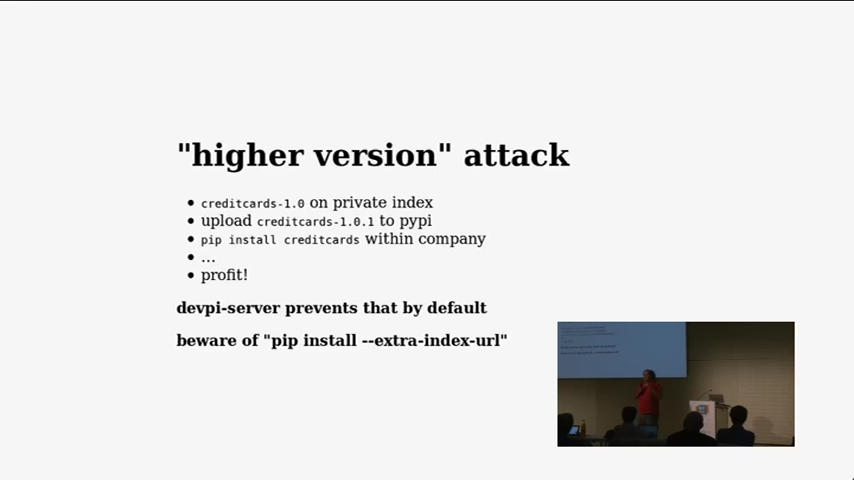 "higher version" attack
creditcards-1.0 on private index
upload creditcards-1.0.1 to pypi
pip install creditcards within company
...
profit!
devpi-server prevents that by default
beware of "pip install --extra-index-url"